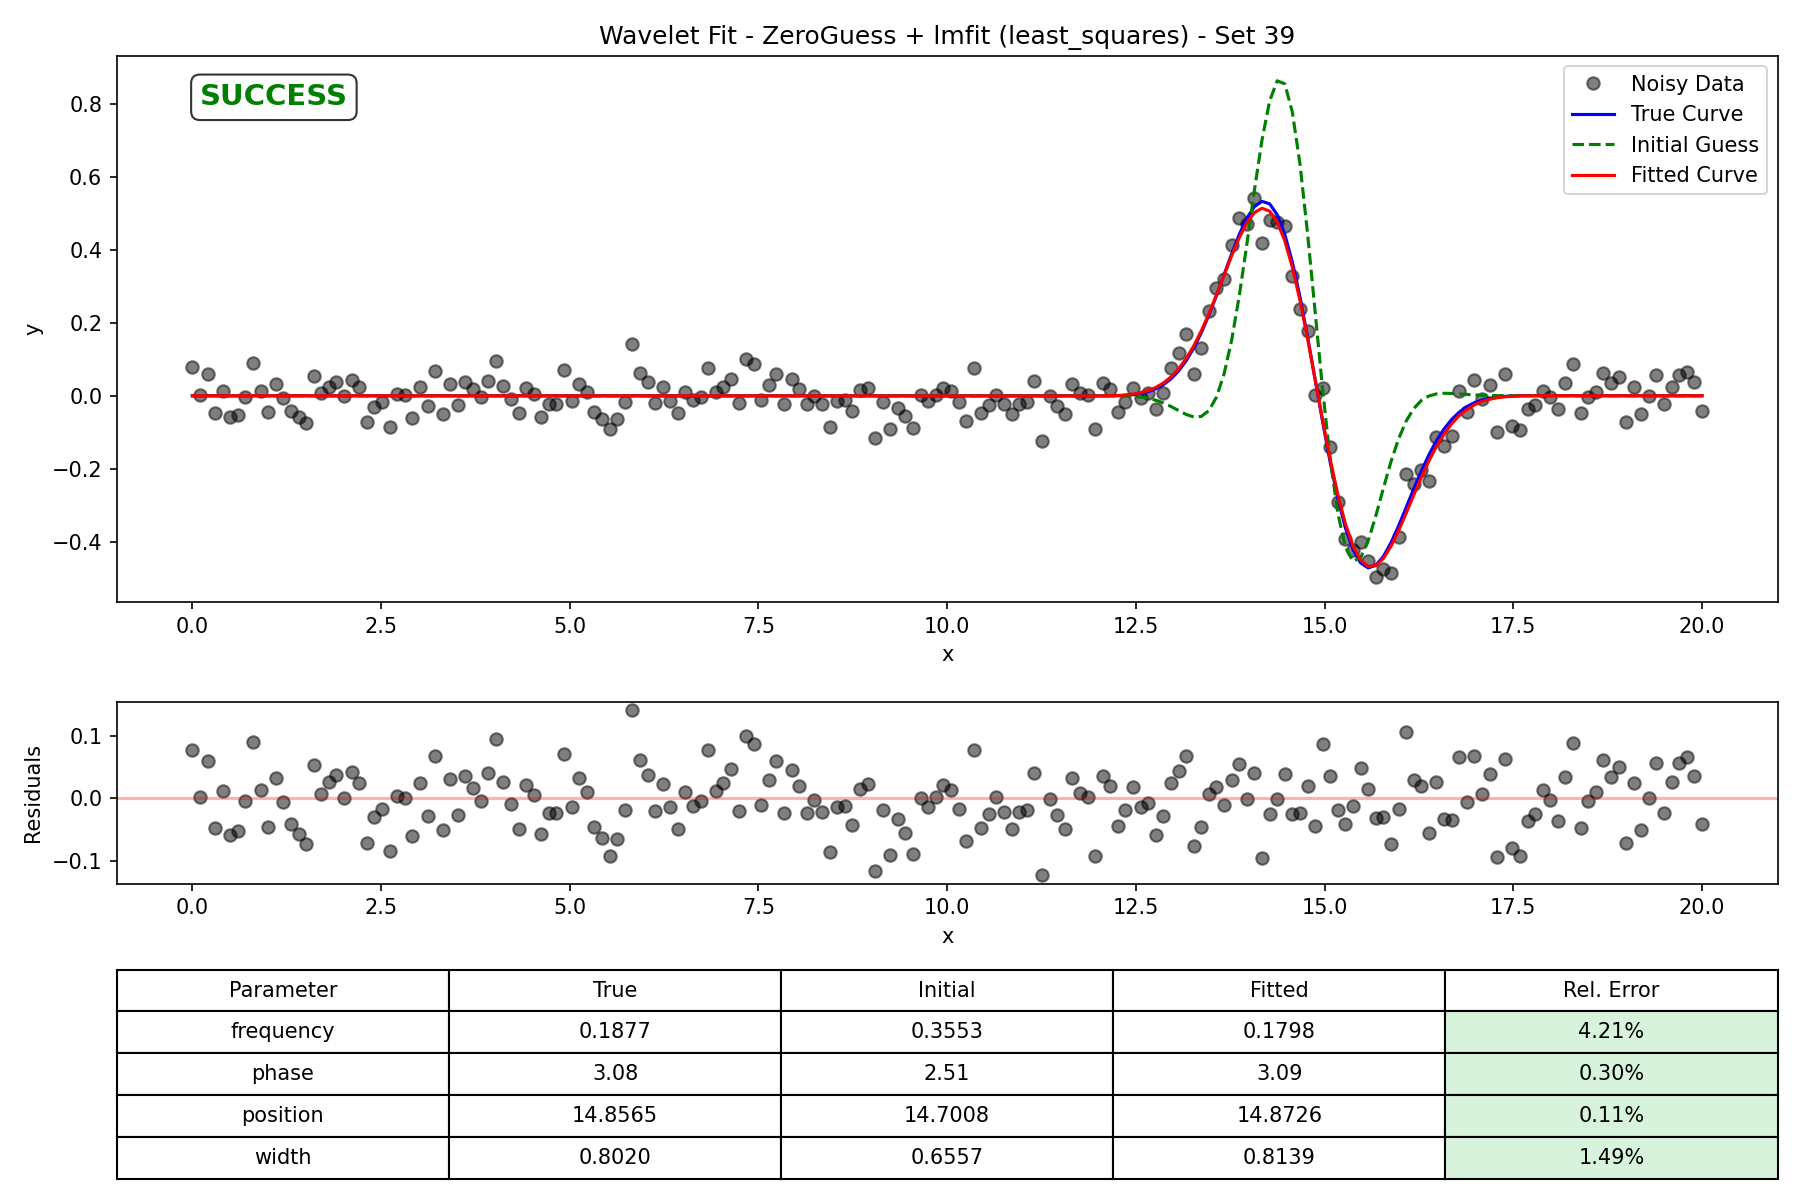 Wavelet Fit - ZeroGuess + lmfit (least_squares) - Set 39
SUCCESS
Noisy Data
True Curve
Initial Guess
Fitted Curve
y
0.8
0.6
0.4
0.2
0.0
−0.2
−0.4
0.0 2.5 5.0 7.5 10.0 12.5 15.0 17.5 20.0
x
Residuals
0.1
0.0
−0.1
0.0 2.5 5.0 7.5 10.0 12.5 15.0 17.5 20.0
x
Parameter True Initial Fitted Rel. Error
frequency 0.1877 0.3553 0.1798 4.21%
phase 3.08 2.51 3.09 0.30%
position 14.8565 14.7008 14.8726 0.11%
width 0.8020 0.6557 0.8139 1.49%